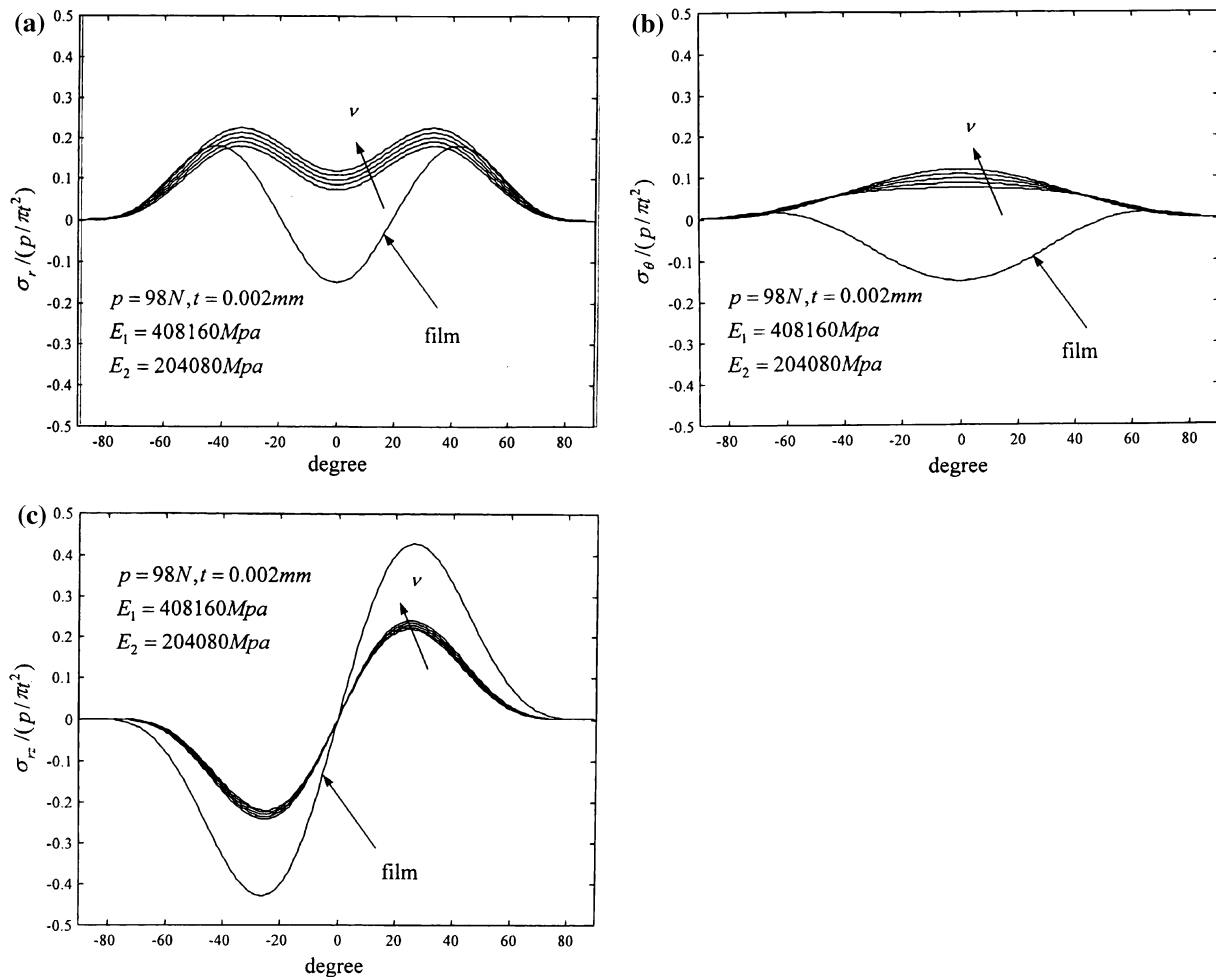 (a)
0.5
0.4
0.3
0.2
0.1
0
-0.1
-0.2
-0.3
-0.4
-0.5
σ_r /(p/πt²)
ν
p = 98N, t = 0.002mm
E₁ = 408160Mpa
E₂ = 204080Mpa
film
-80 -60 -40 -20 0 20 40 60 80
degree
(b)
0.5
0.4
0.3
0.2
0.1
0
-0.1
-0.2
-0.3
-0.4
-0.5
σ_θ /(p/πt²)
ν
p = 98N, t = 0.002mm
E₁ = 408160Mpa
E₂ = 204080Mpa
film
-80 -60 -40 -20 0 20 40 60 80
degree
(c)
0.5
0.4
0.3
0.2
0.1
0
-0.1
-0.2
-0.3
-0.4
-0.5
σ_rz /(p/πt²)
p = 98N, t = 0.002mm
E₁ = 408160Mpa
E₂ = 204080Mpa
ν
film
-80 -60 -40 -20 0 20 40 60 80
degree